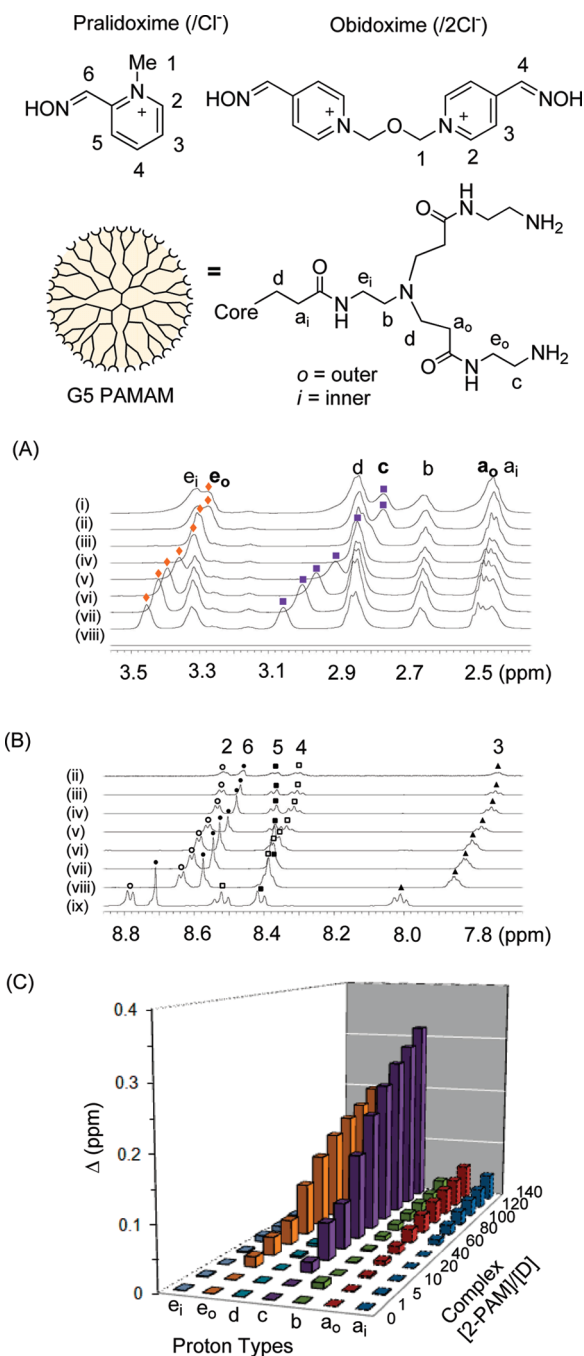 Pralidoxime (/Cl⁻) Obidoxime (/2Cl⁻)
Me 1
6
HON
N
+
2
5
3
4
HON
N
+
O
N
+
4
NOH
3
1
2
G5 PAMAM
=
Core
d
O
a_i
N
H
e_i
b
N
O
H
N
NH₂
d
a_o
O
N
H
e_o
c
NH₂
o = outer
i = inner
(A)
e_i e_o d c b a_o a_i
(i)
(ii)
(iii)
(iv)
(v)
(vi)
(vii)
(viii)
3.5 3.3 3.1 2.9 2.7 2.5 (ppm)
(B)
2 6 5 4 3
(ii)
(iii)
(iv)
(v)
(vi)
(vii)
(viii)
(ix)
8.8 8.6 8.4 8.2 8.0 7.8 (ppm)
(C)
0.4
0.3
0.2
0.1
0
Δ (ppm)
e_i e_o d c b a_o a_i
Proton Types
0 1 5 10 20 40 60 80 100 120 140
Complex
[2-PAM]/[D]